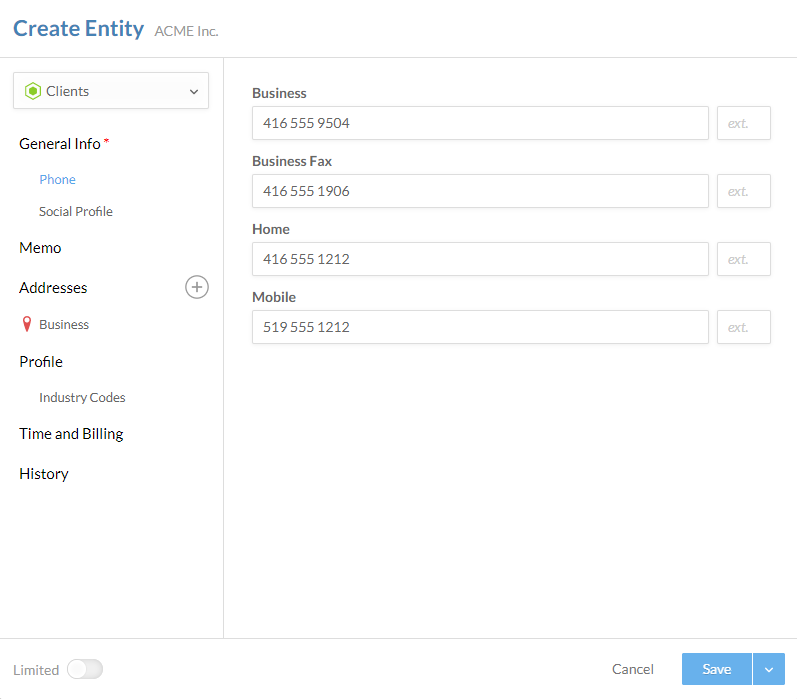 Create Entity ACME Inc.
Clients
General Info *
Phone
Social Profile
Memo
Addresses
Business
Profile
Industry Codes
Time and Billing
History
Business
416 555 9504 ext.
Business Fax
416 555 1906 ext.
Home
416 555 1212 ext.
Mobile
519 555 1212 ext.
Limited
Cancel
Save